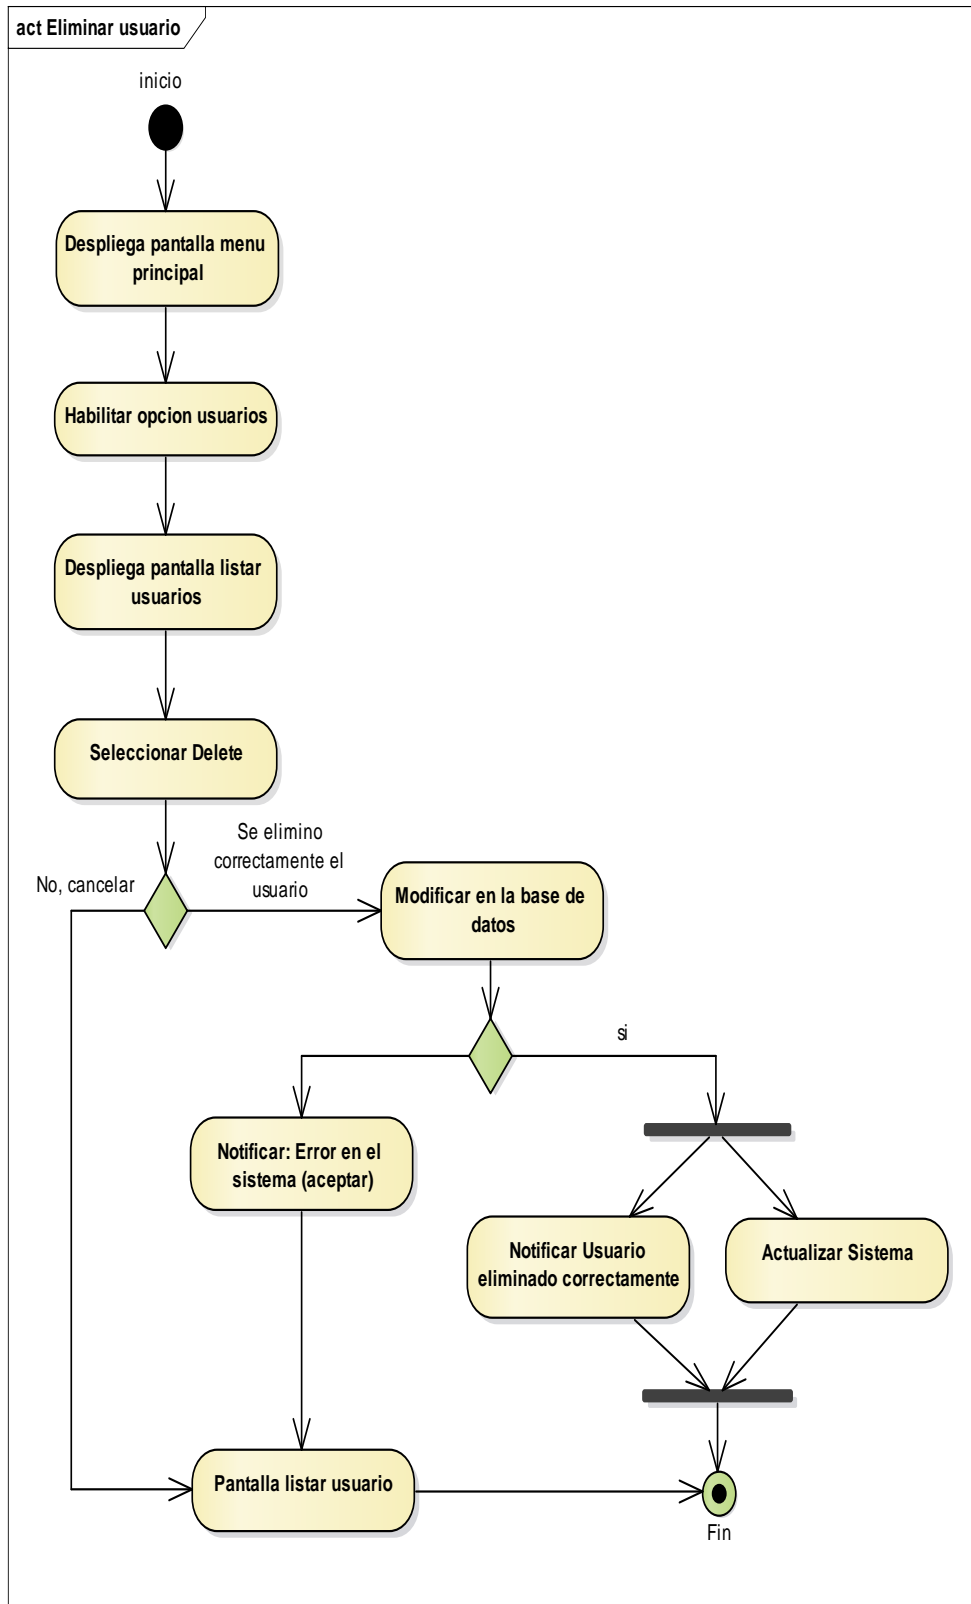 act Eliminar usuario
inicio
Despliega pantalla menu
principal
Habilitar opcion usuarios
Despliega pantalla listar
usuarios
Seleccionar Delete
Se elimino
correctamente el
usuario
No, cancelar
Modificar en la base de
datos
si
Notificar: Error en el
sistema (aceptar)
Notificar Usuario
eliminado correctamente
Actualizar Sistema
Pantalla listar usuario
Fin